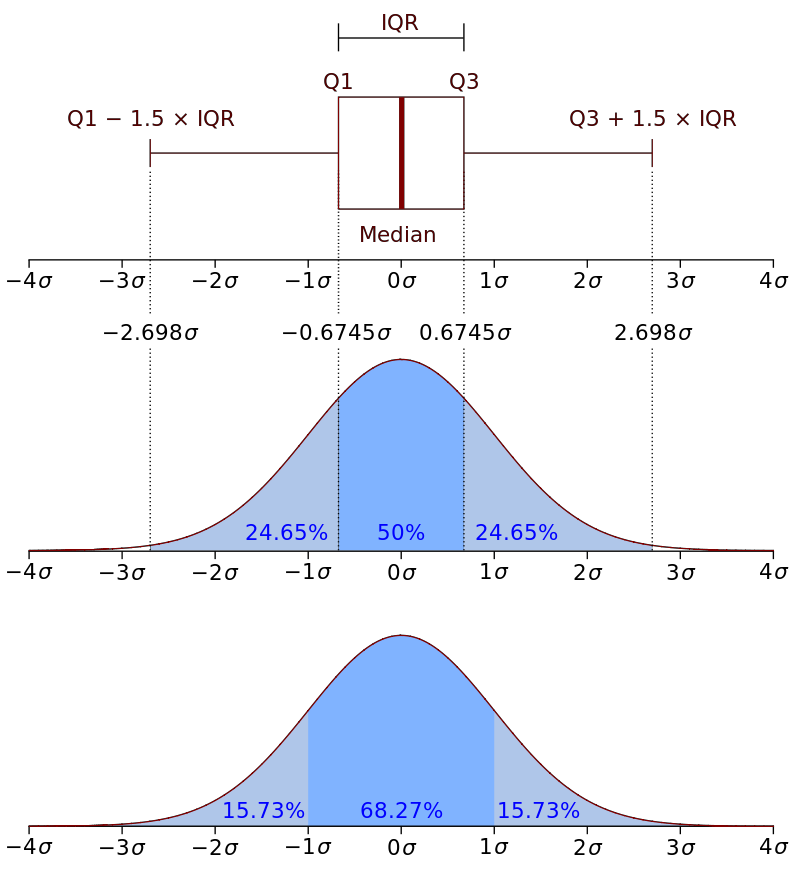 IQR
Q1 Q3
Q1 − 1.5 × IQR Q3 + 1.5 × IQR
Median
−4σ −3σ −2σ −1σ 0σ 1σ 2σ 3σ 4σ
−2.698σ −0.6745σ 0.6745σ 2.698σ
24.65% 50% 24.65%
−4σ −3σ −2σ −1σ 0σ 1σ 2σ 3σ 4σ
15.73% 68.27% 15.73%
−4σ −3σ −2σ −1σ 0σ 1σ 2σ 3σ 4σ